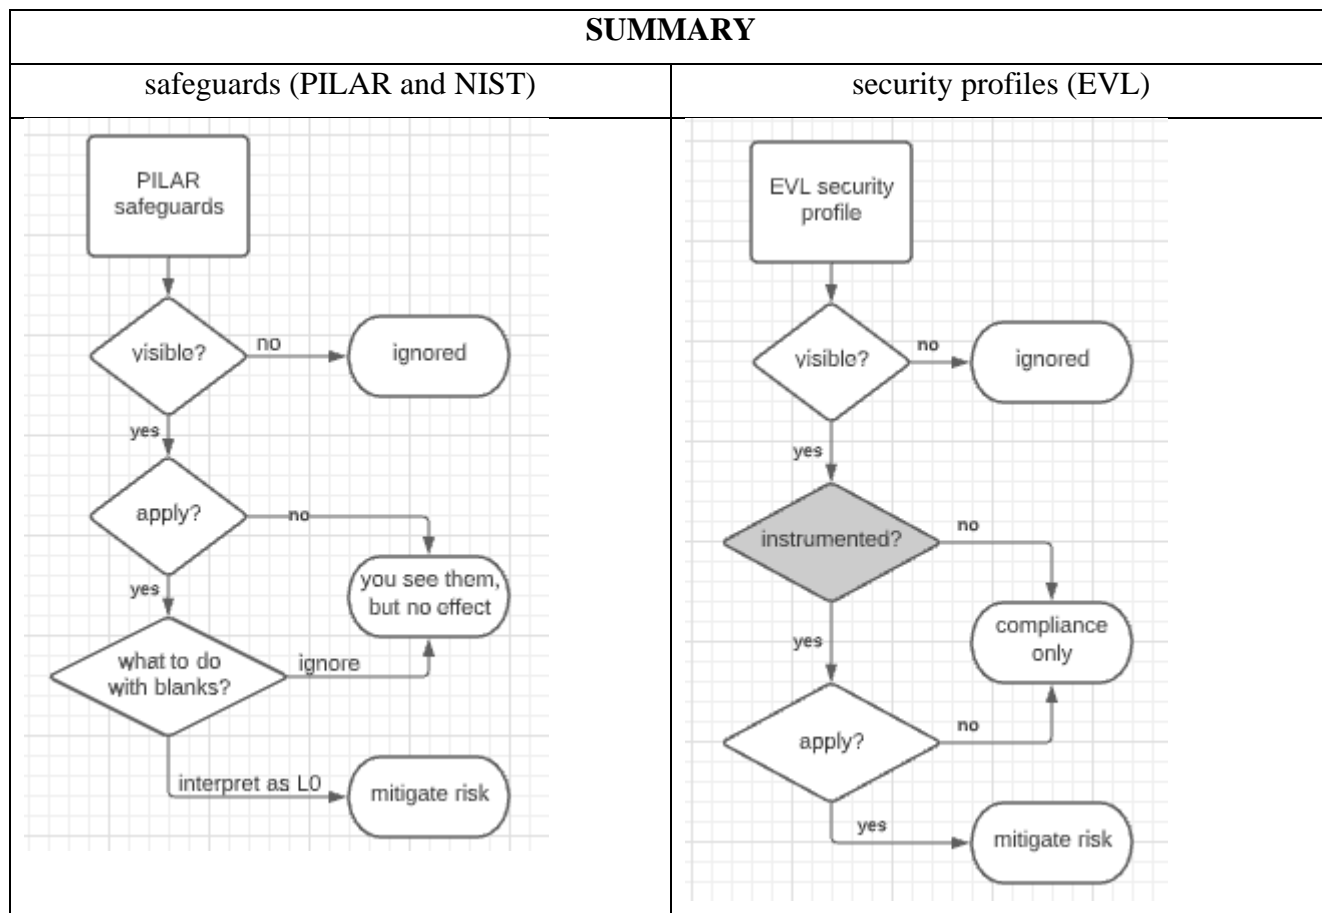 SUMMARY
safeguards (PILAR and NIST)
security profiles (EVL)
PILAR
safeguards
visible?
no
ignored
yes
apply?
no
you see them,
but no effect
yes
what to do
with blanks?
ignore
interpret as L0
mitigate risk
EVL security
profile
visible?
no
ignored
yes
instrumented?
no
compliance
only
yes
apply?
no
yes
mitigate risk